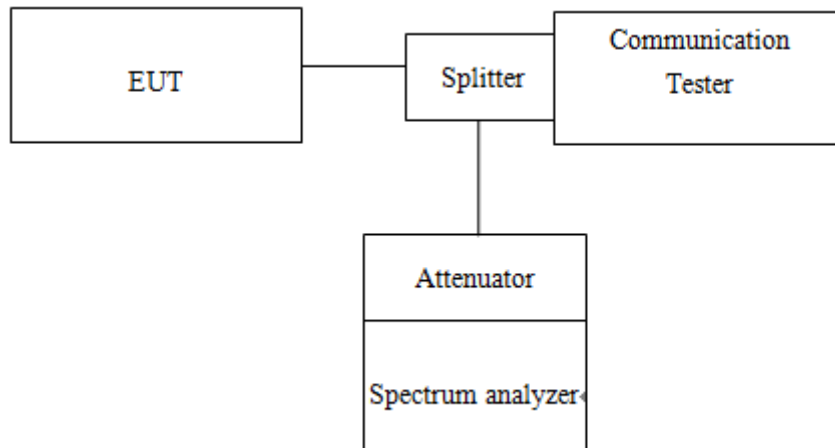 EUT
Splitter
Communication
Tester
Attenuator
Spectrum analyzer